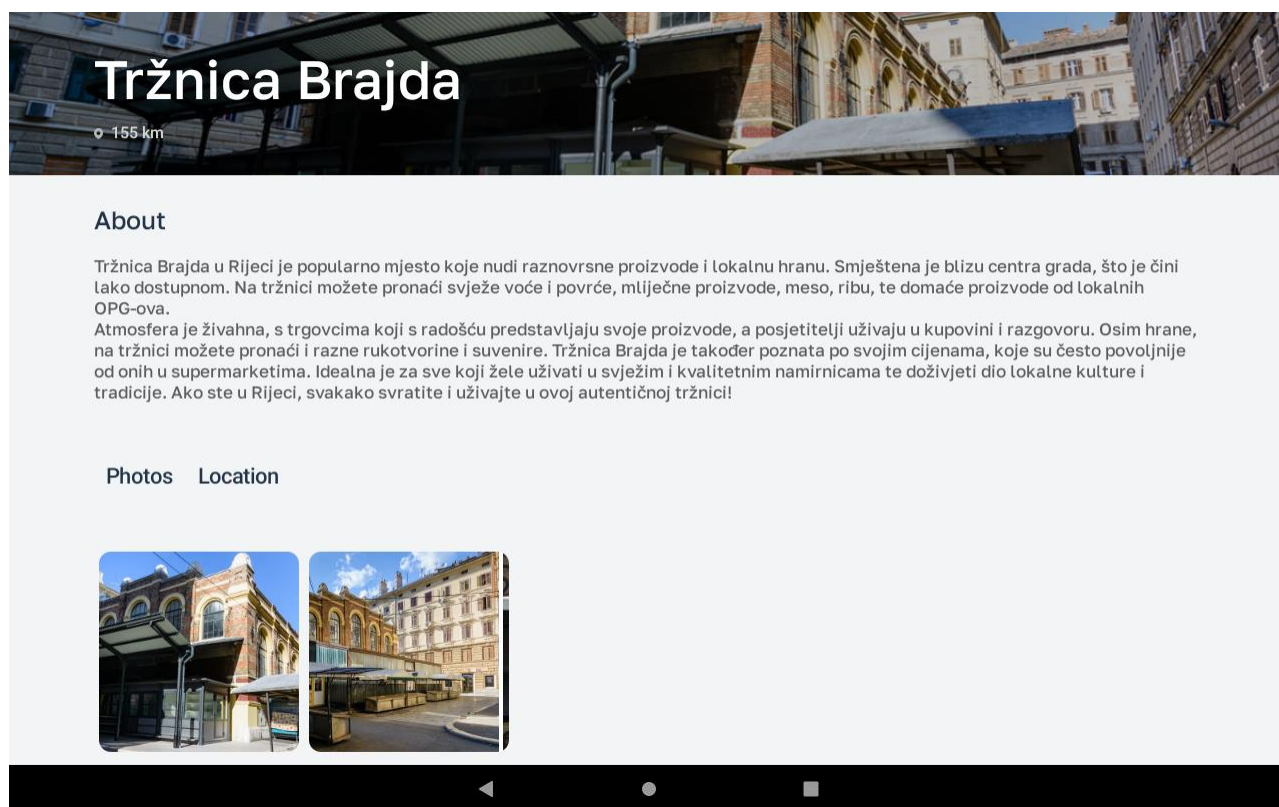 Tržnica Brajda
155 km
About
Tržnica Brajda u Rijeci je popularno mjesto koje nudi raznovrsne proizvode i lokalnu hranu. Smještena je blizu centra grada, što je čini
lako dostupnom. Na tržnici možete pronaći svježe voće i povrće, mliječne proizvode, meso, ribu, te domaće proizvode od lokalnih
OPG-ova.
Atmosfera je živahna, s trgovcima koji s radošću predstavljaju svoje proizvode, a posjetitelji uživaju u kupovini i razgovoru. Osim hrane,
na tržnici možete pronaći i razne rukotvorine i suvenire. Tržnica Brajda je također poznata po svojim cijenama, koje su često povoljnije
od onih u supermarketima. Idealna je za sve koji žele uživati u svježim i kvalitetnim namirnicama te doživjeti dio lokalne kulture i
tradicije. Ako ste u Rijeci, svakako svratite i uživajte u ovoj autentičnoj tržnici!
Photos Location